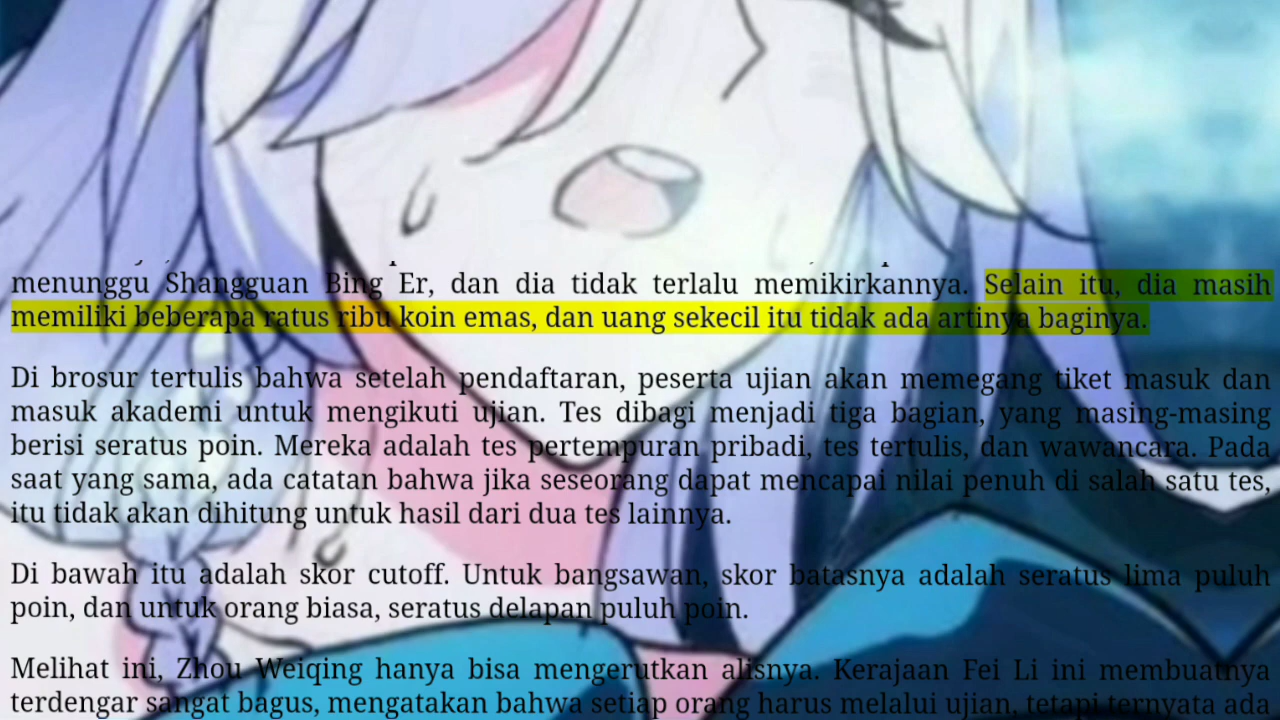 menunggu Shangguan Bing Er, dan dia tidak terlalu memikirkannya. Selain itu, dia masih
memiliki beberapa ratus ribu koin emas, dan uang sekecil itu tidak ada artinya baginya.
Di brosur tertulis bahwa setelah pendaftaran, peserta ujian akan memegang tiket masuk dan
masuk akademi untuk mengikuti ujian. Tes dibagi menjadi tiga bagian, yang masing-masing
berisi seratus poin. Mereka adalah tes pertempuran pribadi, tes tertulis, dan wawancara. Pada
saat yang sama, ada catatan bahwa jika seseorang dapat mencapai nilai penuh di salah satu tes,
itu tidak akan dihitung untuk hasil dari dua tes lainnya.
Di bawah itu adalah skor cutoff. Untuk bangsawan, skor batasnya adalah seratus lima puluh
poin, dan untuk orang biasa, seratus delapan puluh poin.
Melihat ini, Zhou Weiqing hanya bisa mengerutkan alisnya. Kerajaan Fei Li ini membuatnya
terdengar sangat bagus, mengatakan bahwa setiap orang harus melalui ujian, tetapi ternyata ada